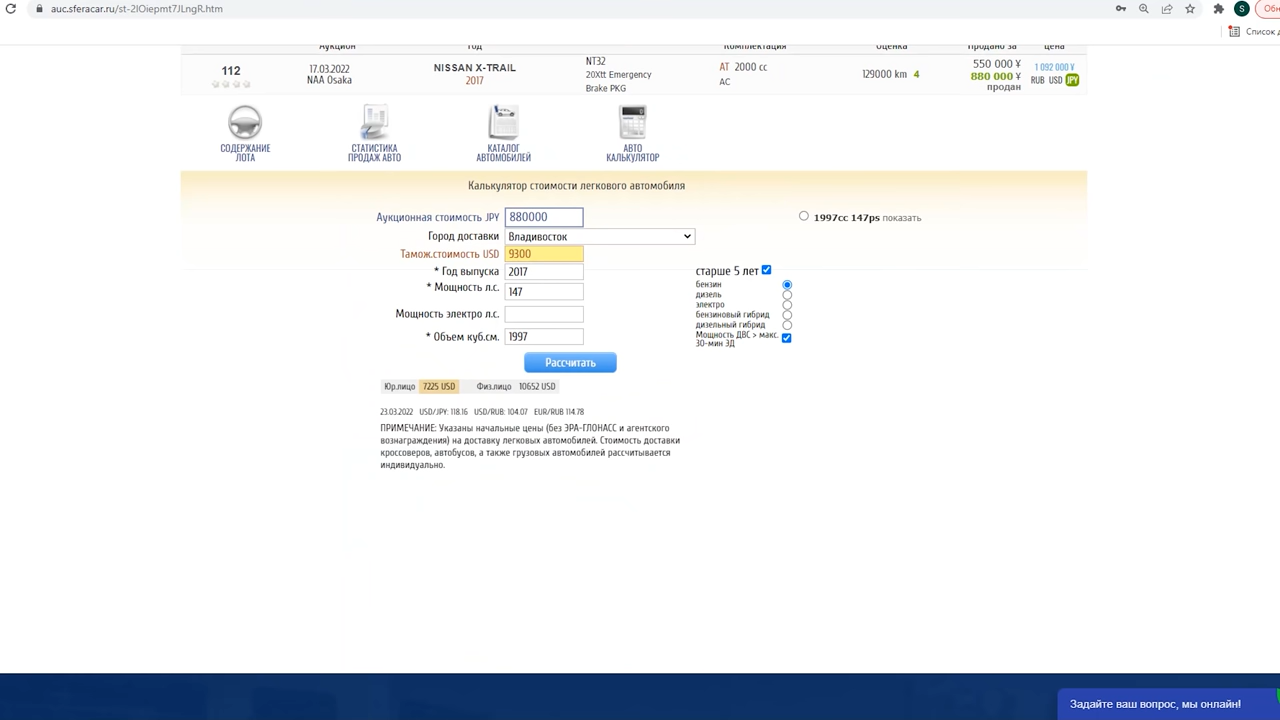 auc.sferacar.ru/st-2IOiepmt7JLngR.htm
S
Обн
Список д
Аукцион
Год
Комплектация
Оценка
Продано за
цена
112
17.03.2022
NAA Osaka
NISSAN X-TRAIL
2017
NT32
20Xtt Emergency
Brake PKG
AT 2000 cc
AC
129000 km 4
550 000 ¥
880 000 ¥
продан
1 092 000 ¥
RUB USD JPY
СОДЕРЖАНИЕ
ЛОТА
СТАТИСТИКА
ПРОДАЖ АВТО
КАТАЛОГ
АВТОМОБИЛЕЙ
АВТО
КАЛЬКУЛЯТОР
Калькулятор стоимости легкового автомобиля
Аукционная стоимость JPY 880000
1997cc 147ps показать
Город доставки Владивосток
Тамож.стоимость USD 9300
* Год выпуска 2017
старше 5 лет
* Мощность л.с. 147
бензин
дизель
электро
Мощность электро л.с.
бензиновый гибрид
дизельный гибрид
* Объем куб.см. 1997
Мощность ДВС > макс.
30-мин ЭД
Рассчитать
Юр.лицо 7225 USD Физ.лицо 10652 USD
23.03.2022 USD/JPY: 118.16 USD/RUB: 104.07 EUR/RUB 114.78
ПРИМЕЧАНИЕ: Указаны начальные цены (без ЭРА-ГЛОНАСС и агентского
вознаграждения) на доставку легковых автомобилей. Стоимость доставки
кроссоверов, автобусов, а также грузовых автомобилей рассчитывается
индивидуально.
Задайте ваш вопрос, мы онлайн!